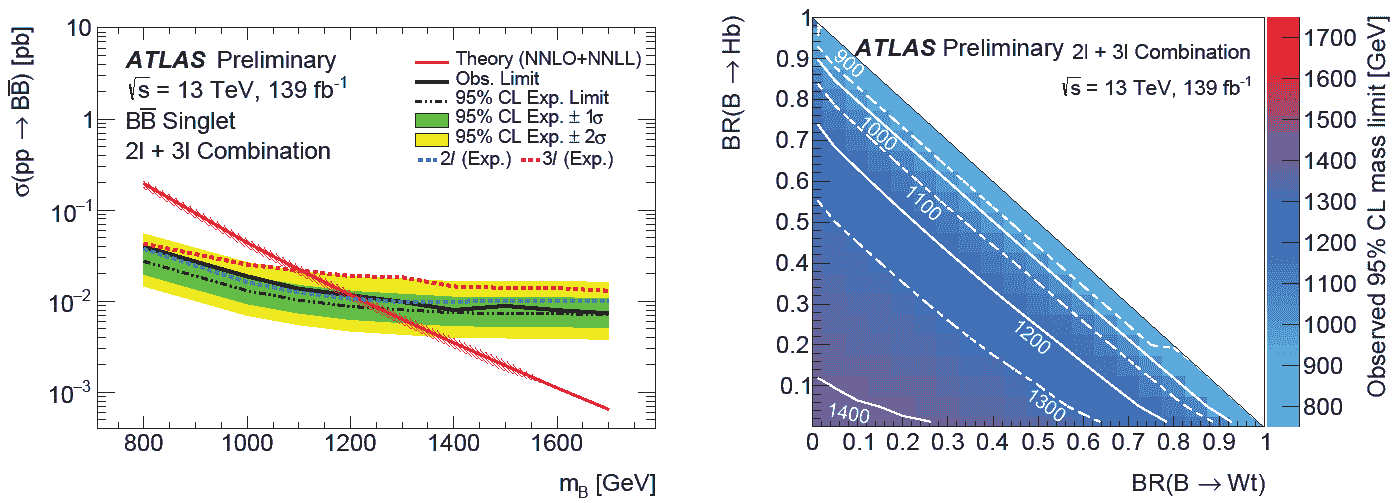 σ(pp → BB̅) [pb]
10
1
10⁻¹
10⁻²
10⁻³
ATLAS Preliminary
√s = 13 TeV, 139 fb⁻¹
BB̅ Singlet
2l + 3l Combination
Theory (NNLO+NNLL)
Obs. Limit
95% CL Exp. Limit
95% CL Exp. ± 1σ
95% CL Exp. ± 2σ
2l (Exp.) 3l (Exp.)
800 1000 1200 1400 1600
m_B [GeV]
BR(B → Hb)
1
0.9
0.8
0.7
0.6
0.5
0.4
0.3
0.2
0.1
ATLAS Preliminary 2l + 3l Combination
√s = 13 TeV, 139 fb⁻¹
900
1000
1100
1200
1300
1400
0 0.1 0.2 0.3 0.4 0.5 0.6 0.7 0.8 0.9 1
BR(B → Wt)
1700
1600
1500
1400
1300
1200
1100
1000
900
800
Observed 95% CL mass limit [GeV]